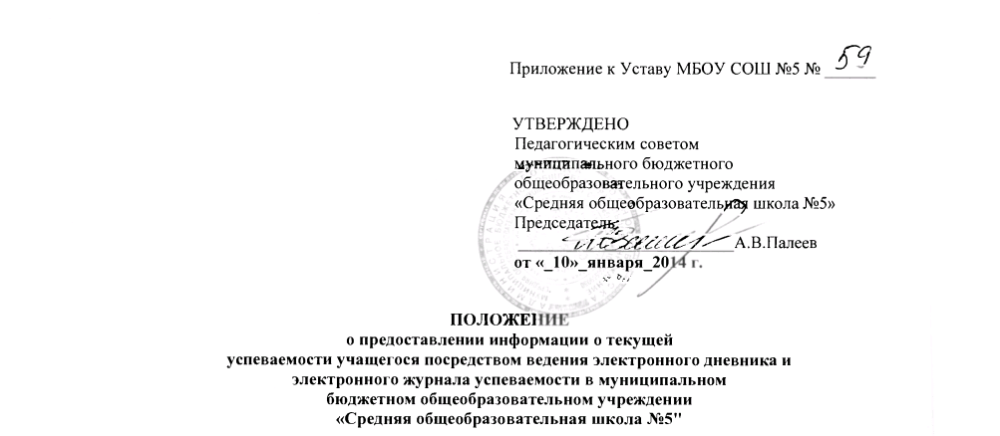 Приложение к Уставу МБОУ СОШ №5 № 59
УТВЕРЖДЕНО
Педагогическим советом
муниципального бюджетного
общеобразовательного учреждения
«Средняя общеобразовательная школа №5»
Председатель:
А.В.Палеев
от «_10»_января_2014 г.
ПОЛОЖЕНИЕ
о предоставлении информации о текущей
успеваемости учащегося посредством ведения электронного дневника и
электронного журнала успеваемости в муниципальном
бюджетном общеобразовательном учреждении
«Средняя общеобразовательная школа №5"